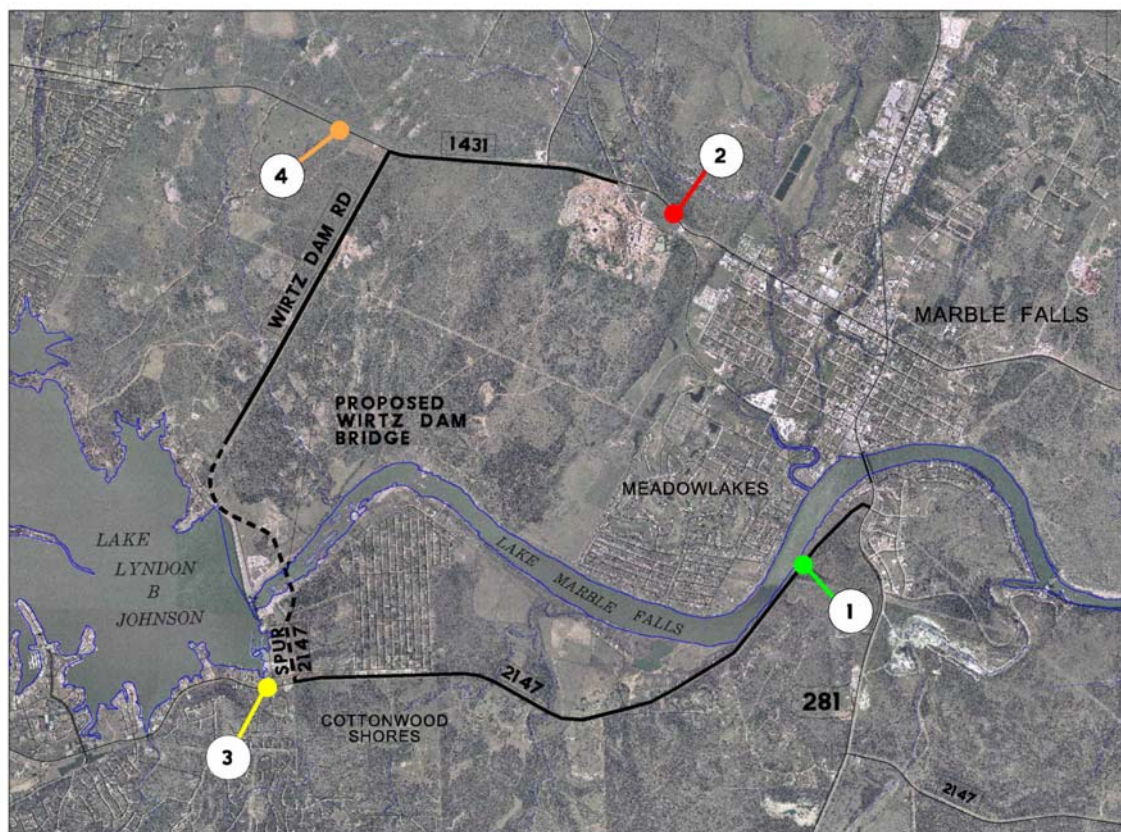 4
1431
2
WIRTZ DAM RD
MARBLE FALLS
PROPOSED
WIRTZ DAM
BRIDGE
MEADOWLAKES
LAKE
LYNDON
B
JOHNSON
LAKE MARBLE FALLS
1
SPUR
2147
2147
281
COTTONWOOD
SHORES
3
2147